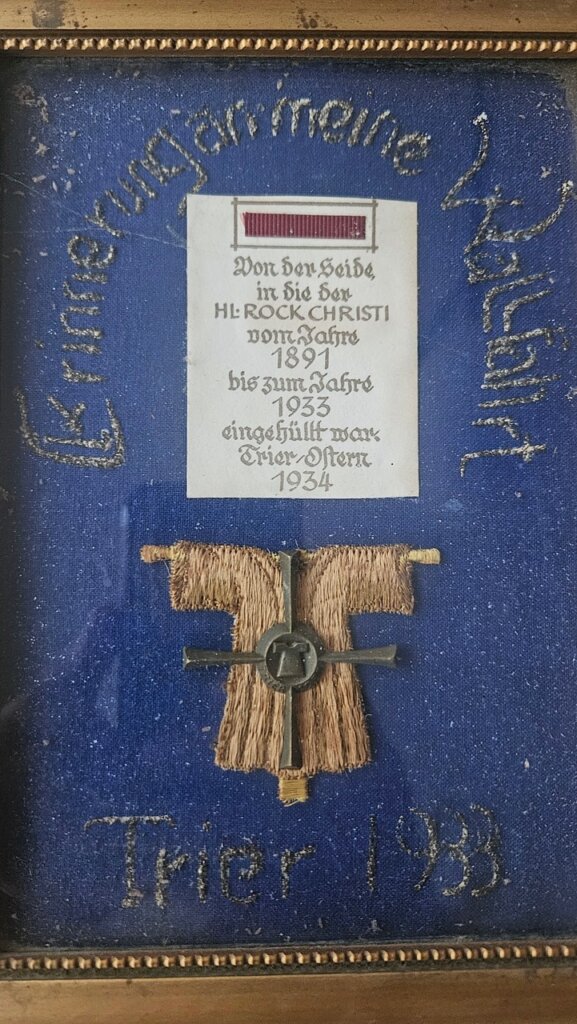 Erinnerung an meine Wallfahrt
Von der Seide,
in die der
HL. ROCK CHRISTI
vom Jahre
1891
bis zum Jahre
1933
eingehüllt war.
Trier-Ostern
1934
Trier 1933